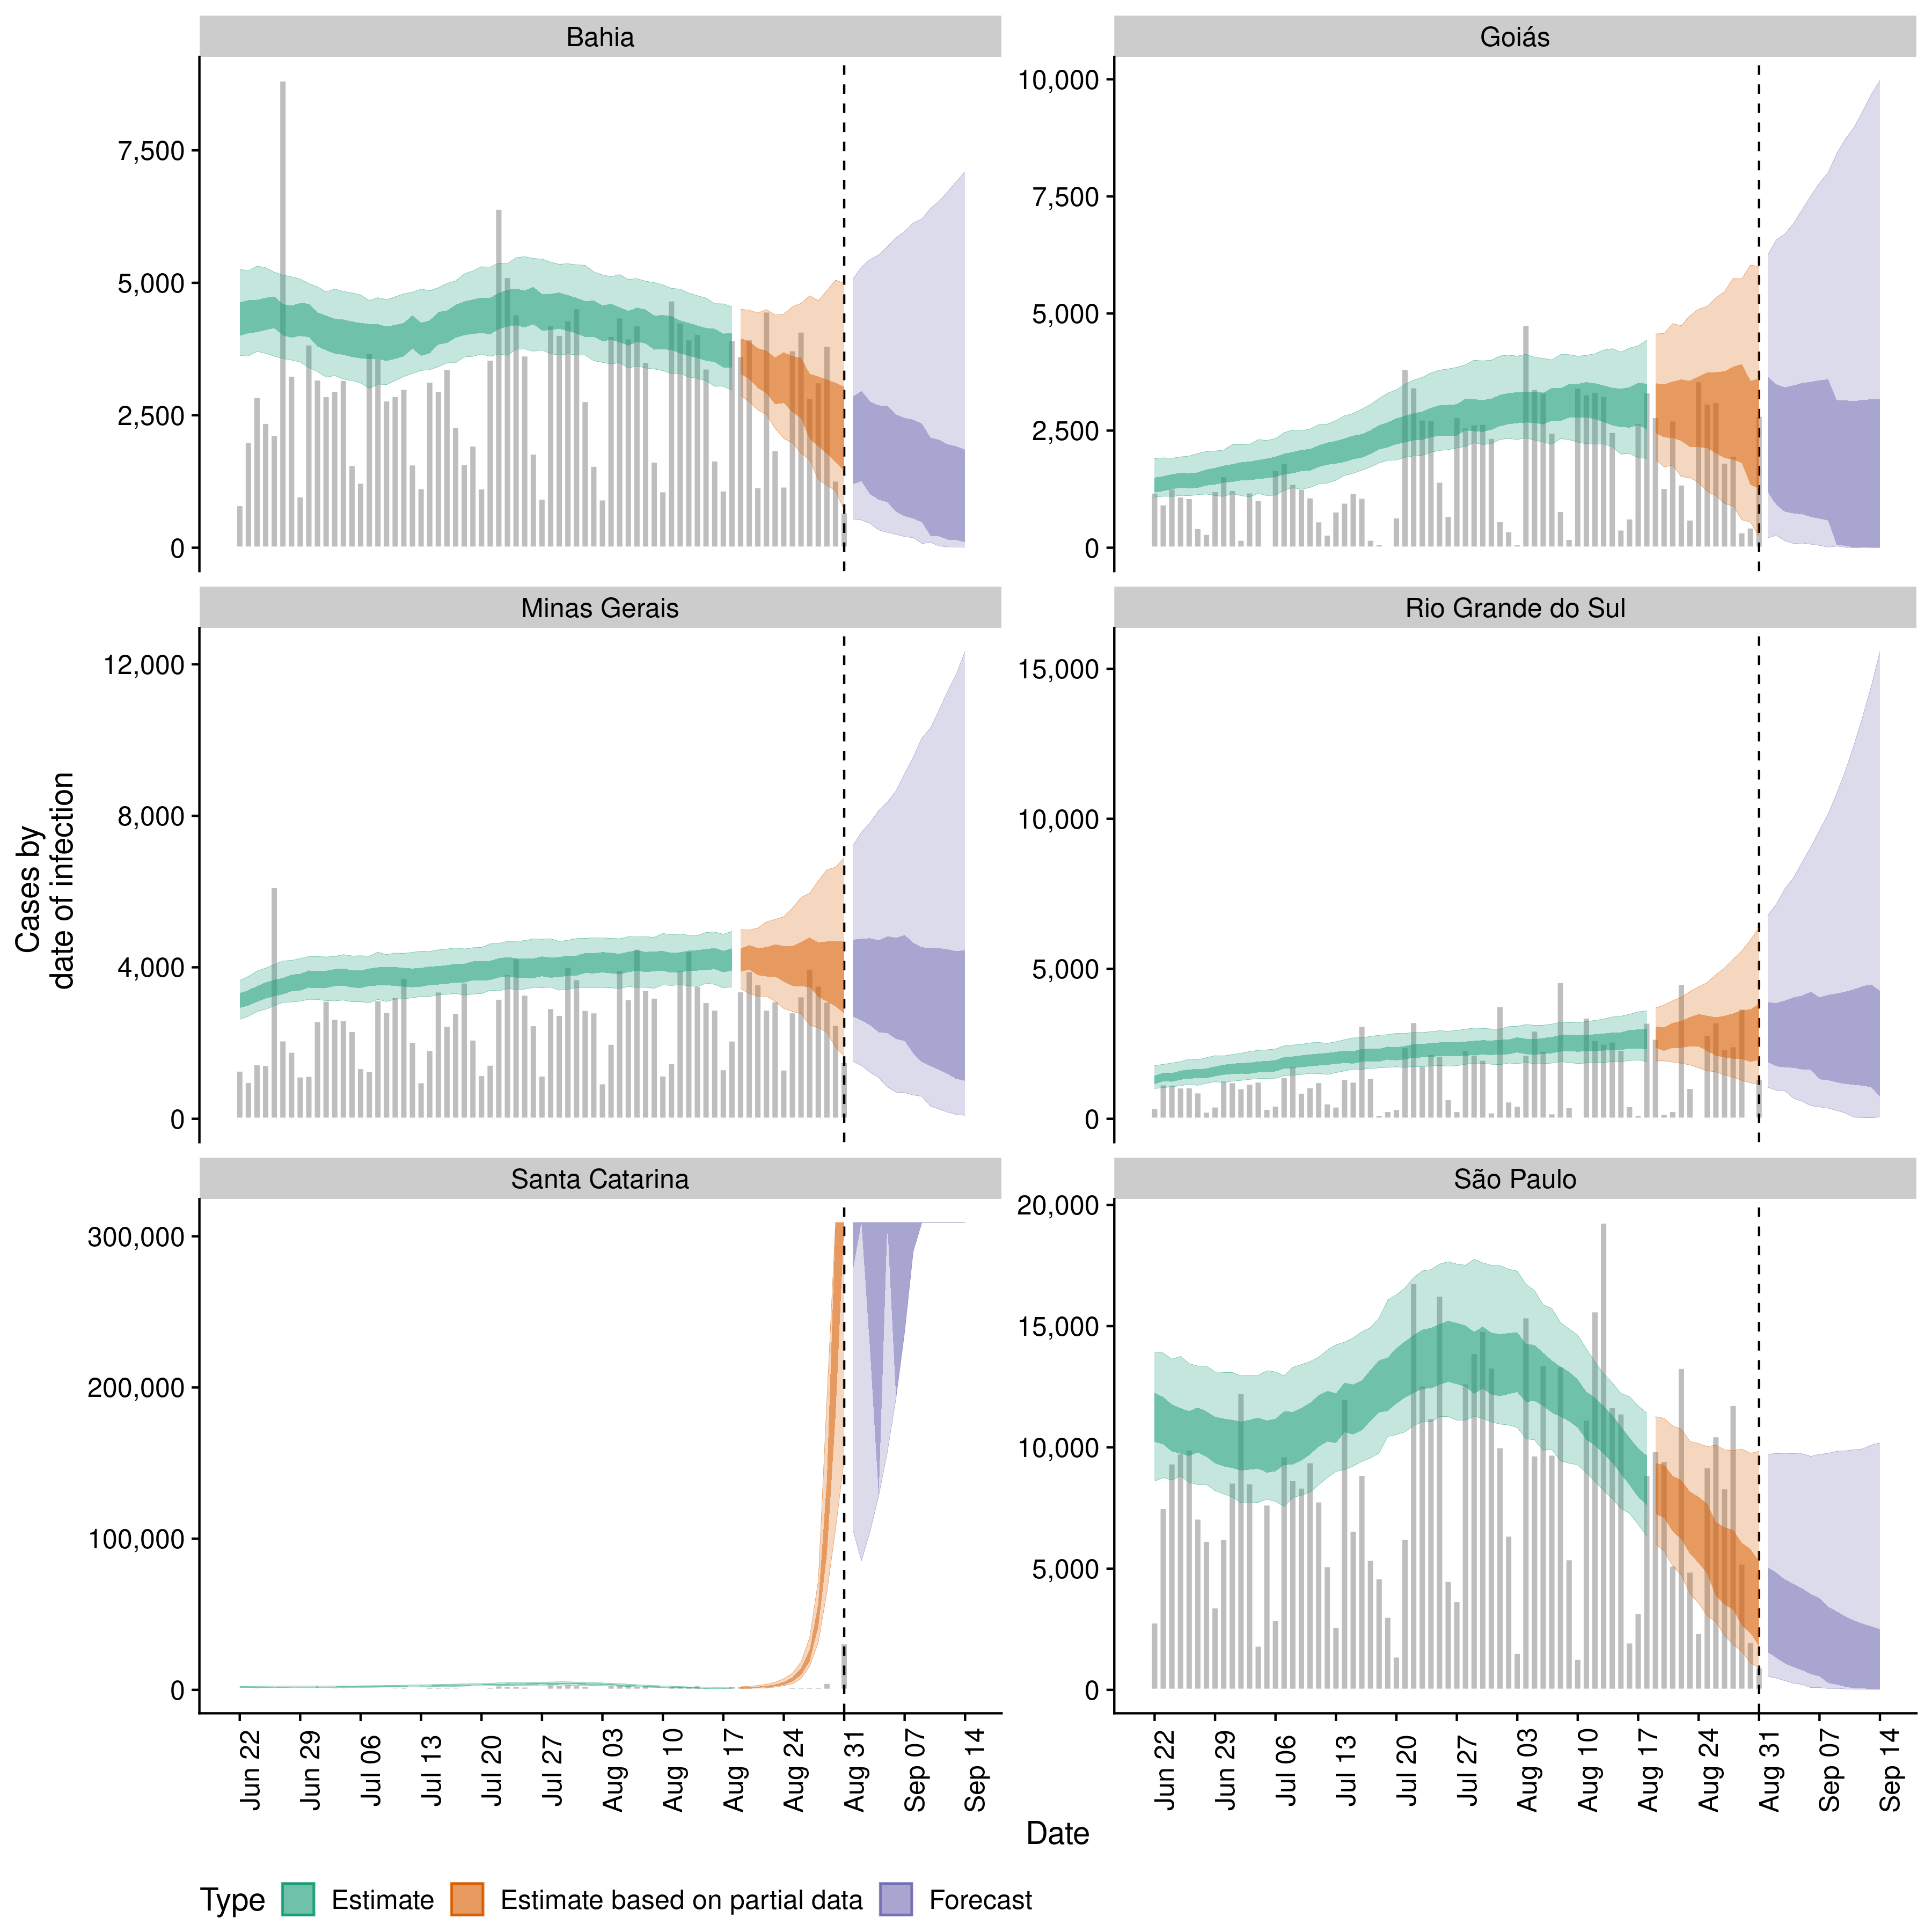 Bahia
Goiás
7,500
5,000
2,500
0
10,000
7,500
5,000
2,500
0
Minas Gerais
Rio Grande do Sul
12,000
8,000
4,000
0
15,000
10,000
5,000
0
Cases by
date of infection
Santa Catarina
São Paulo
300,000
200,000
100,000
0
20,000
15,000
10,000
5,000
0
Jun 22
Jun 29
Jul 06
Jul 13
Jul 20
Jul 27
Aug 03
Aug 10
Aug 17
Aug 24
Aug 31
Sep 07
Sep 14
Jun 22
Jun 29
Jul 06
Jul 13
Jul 20
Jul 27
Aug 03
Aug 10
Aug 17
Aug 24
Aug 31
Sep 07
Sep 14
Date
Type Estimate Estimate based on partial data Forecast